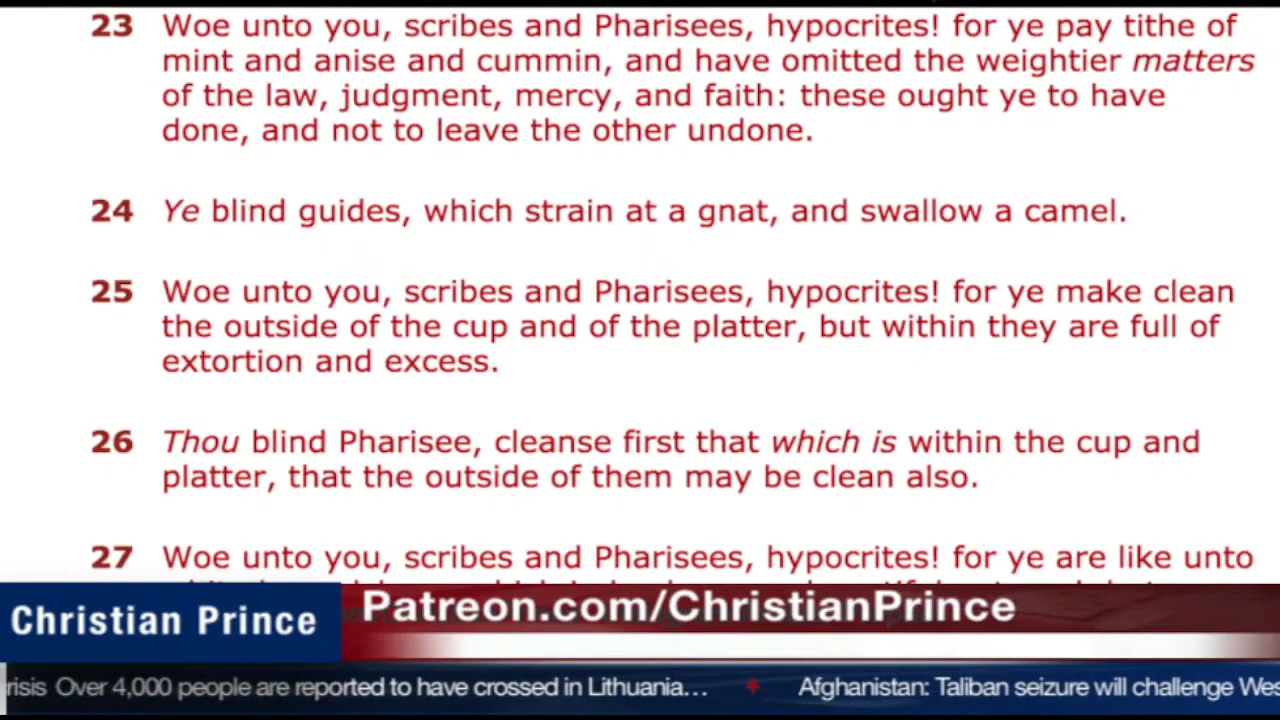 23 Woe unto you, scribes and Pharisees, hypocrites! for ye pay tithe of
mint and anise and cummin, and have omitted the weightier matters
of the law, judgment, mercy, and faith: these ought ye to have
done, and not to leave the other undone.
24 Ye blind guides, which strain at a gnat, and swallow a camel.
25 Woe unto you, scribes and Pharisees, hypocrites! for ye make clean
the outside of the cup and of the platter, but within they are full of
extortion and excess.
26 Thou blind Pharisee, cleanse first that which is within the cup and
platter, that the outside of them may be clean also.
27 Woe unto you, scribes and Pharisees, hypocrites! for ye are like unto
Christian Prince
Patreon.com/ChristianPrince
risis Over 4,000 people are reported to have crossed in Lithuania... Afghanistan: Taliban seizure will challenge Wes